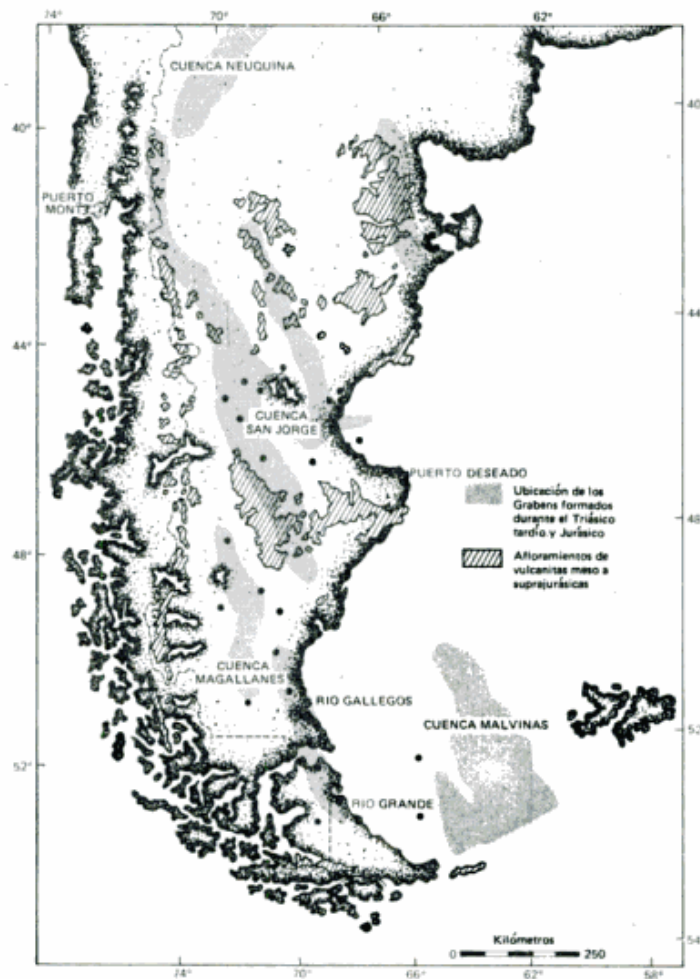 74°
70°
66°
62°
CUENCA NEUQUINA
40°
40
PUERTO
MONTT
44
44°
CUENCA
SAN JORGE
PUERTO DESEADO
Ubicación de los
Grabens formados
durante el Triásico
tardío y Jurásico
48
48°
Afloramientos de
vulcanitas meso a
suprajurásicas
CUENCA
MAGALLANES
RIO GALLEGOS
CUENCA MALVINAS
52
52°
RIO GRANDE
Kilómetros
0 250
54
74°
70°
66°
62°
58°